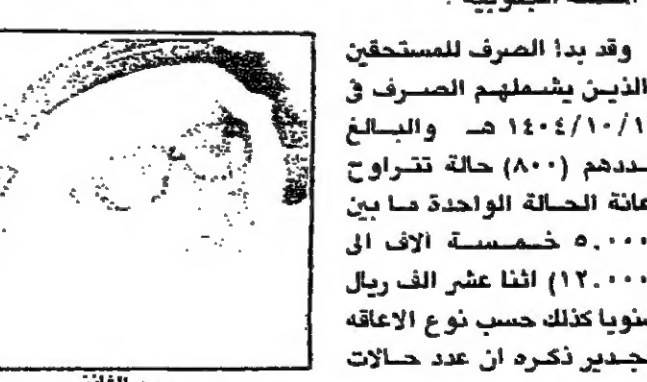 وقد بدأ الصرف للمستحقين
الذين يشملهم الصرف في
١٤٠٤/١٠/١ هـ والبالغ
ـددهم (٨٠٠) حالة تتراوح
عانة الحالة الواحدة ما بين
٥.٠٠٠ خمسة آلاف الى
(١٢.٠٠٠) اثنا عشر الف ريال
سنويا كذلك حسب نوع الاعاقه
جدير ذكره ان عدد حالات